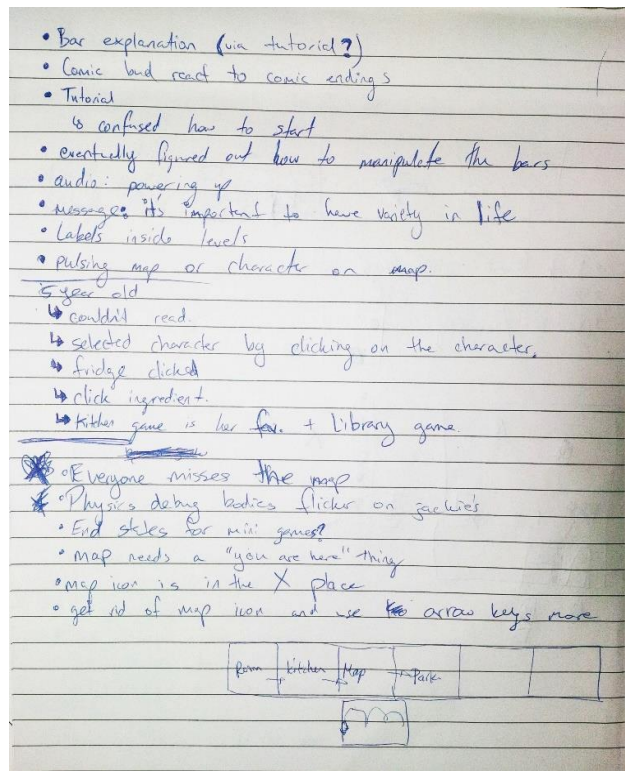 • Bar explanation (via tutorial?)
• Comic bud react to comic endings
• Tutorial
↳ confused how to start
• eventually figured out how to manipulate the bars
• audio: powering up
• message: it's important to have variety in life
• Labels inside levels
• pulsing map or character on map.
5 year old
↳ couldn't read.
↳ selected character by clicking on the character.
↳ fridge clicked
↳ click ingredient.
↳ Kitchen game is her fav. + Library game.
• Everyone misses the map
• Physics debug bodies flicker on jackie's
• End states for mini games?
• map needs a "you are here" thing
• map icon is in the X place
• get rid of map icon and use arrow keys more
Room → Kitchen → Map → Park